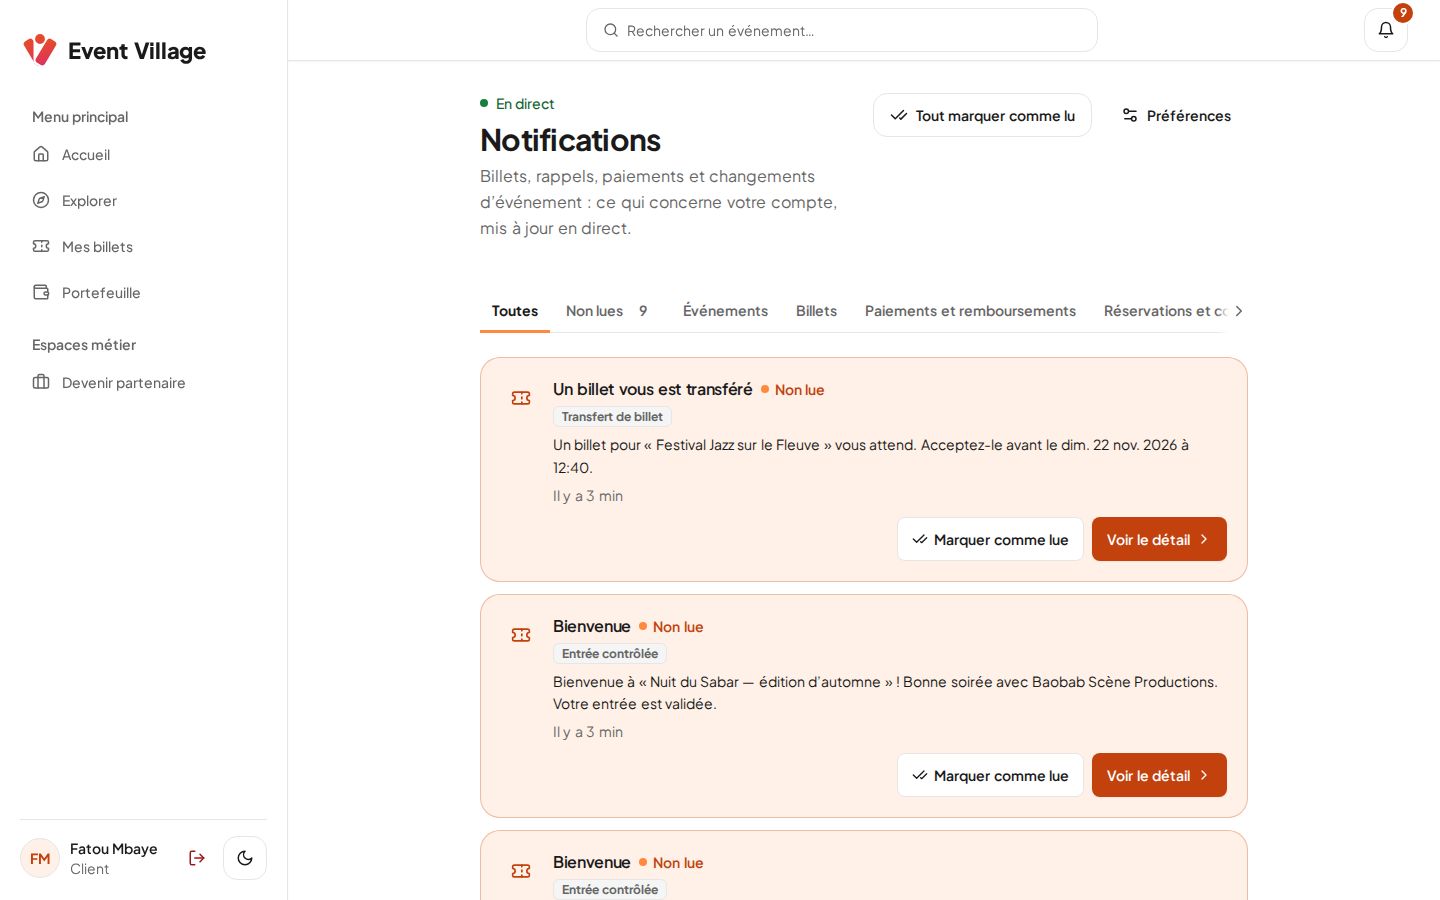 Event Village
Menu principal
Accueil
Explorer
Mes billets
Portefeuille
Espaces métier
Devenir partenaire
FM
Fatou Mbaye
Client
Rechercher un événement…
9
En direct
Notifications
Billets, rappels, paiements et changements
d’événement : ce qui concerne votre compte,
mis à jour en direct.
Tout marquer comme lu
Préférences
Toutes
Non lues 9
Événements
Billets
Paiements et remboursements
Réservations et
Un billet vous est transféré
Non lue
Transfert de billet
Un billet pour « Festival Jazz sur le Fleuve » vous attend. Acceptez-le avant le dim. 22 nov. 2026 à
12:40.
Il y a 3 min
Marquer comme lue
Voir le détail
Bienvenue
Non lue
Entrée contrôlée
Bienvenue à « Nuit du Sabar — édition d’automne » ! Bonne soirée avec Baobab Scène Productions.
Votre entrée est validée.
Il y a 3 min
Marquer comme lue
Voir le détail
Bienvenue
Non lue
Entrée contrôlée